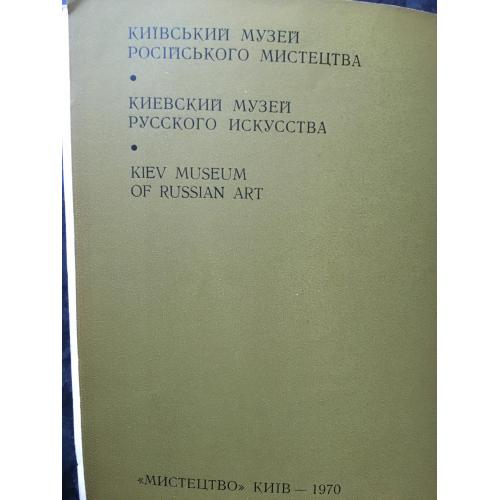 КИЇВСЬКИЙ МУЗЕЙ
РОСІЙСЬКОГО МИСТЕЦТВА
•
КИЕВСКИЙ МУЗЕЙ
РУССКОГО ИСКУССТВА
•
KIEV MUSEUM
OF RUSSIAN ART
«МИСТЕЦТВО» КИЇВ — 1970